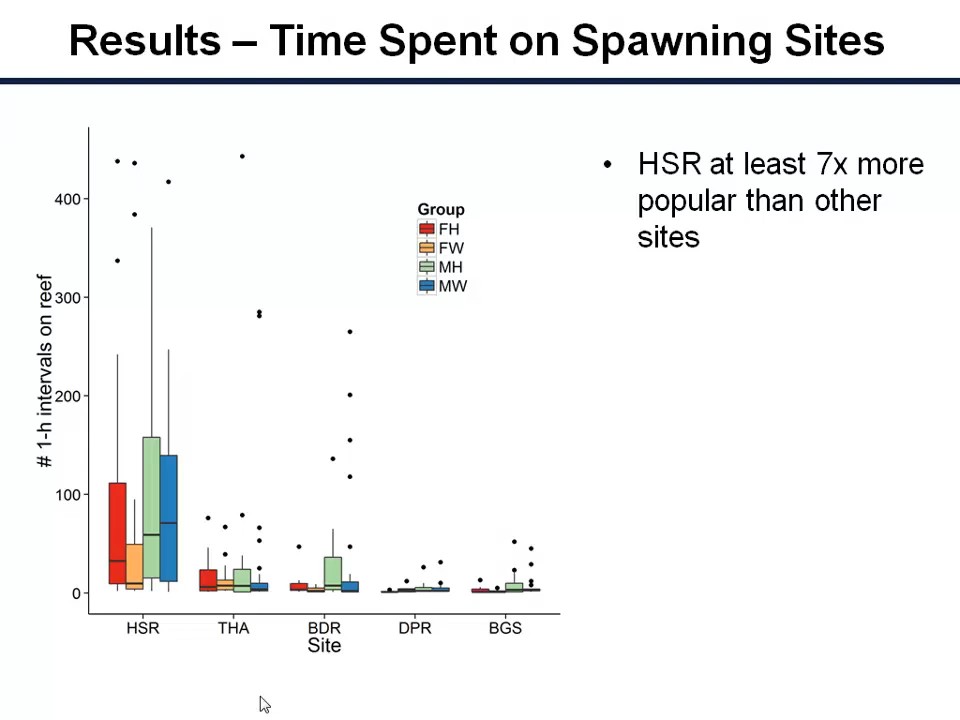 Results – Time Spent on Spawning Sites
• HSR at least 7x more
popular than other
sites
# 1-h intervals on reef
400
300
200
100
0
Group
FH
FW
MH
MW
HSR THA BDR DPR BGS
Site